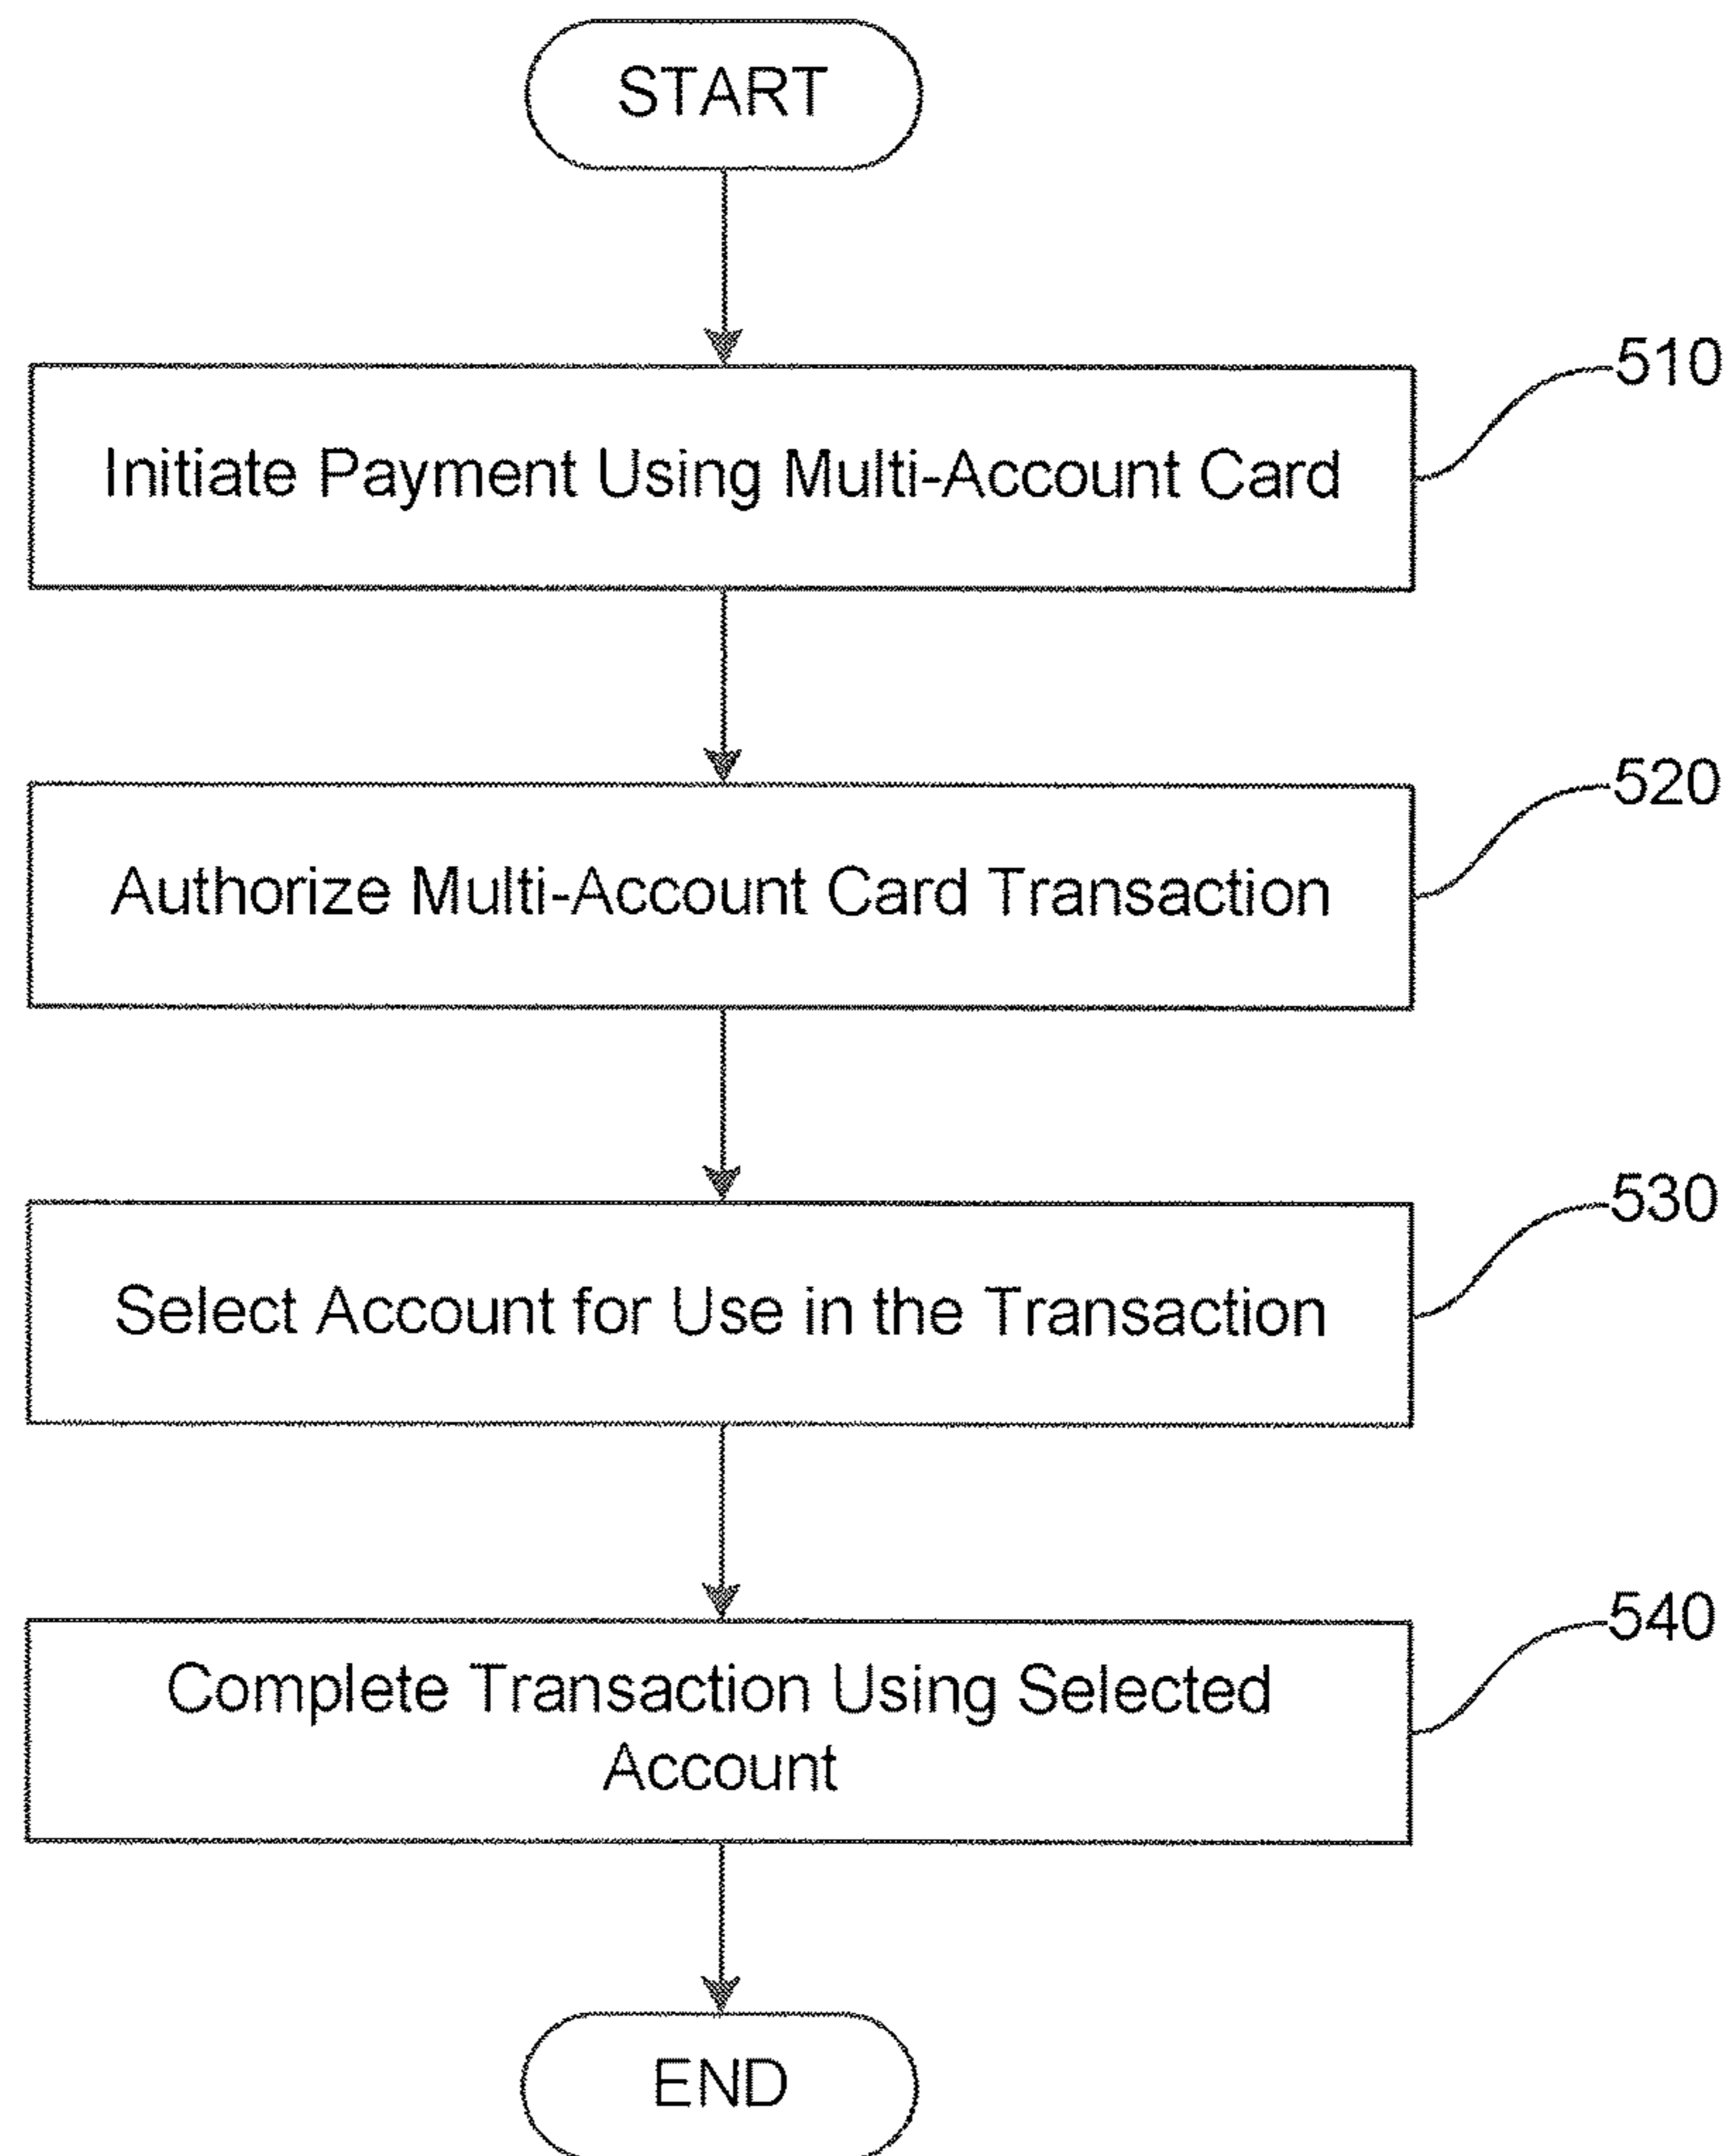 START
510
Initiate Payment Using Multi-Account Card
520
Authorize Multi-Account Card Transaction
530
Select Account for Use in the Transaction
540
Complete Transaction Using Selected
Account
END